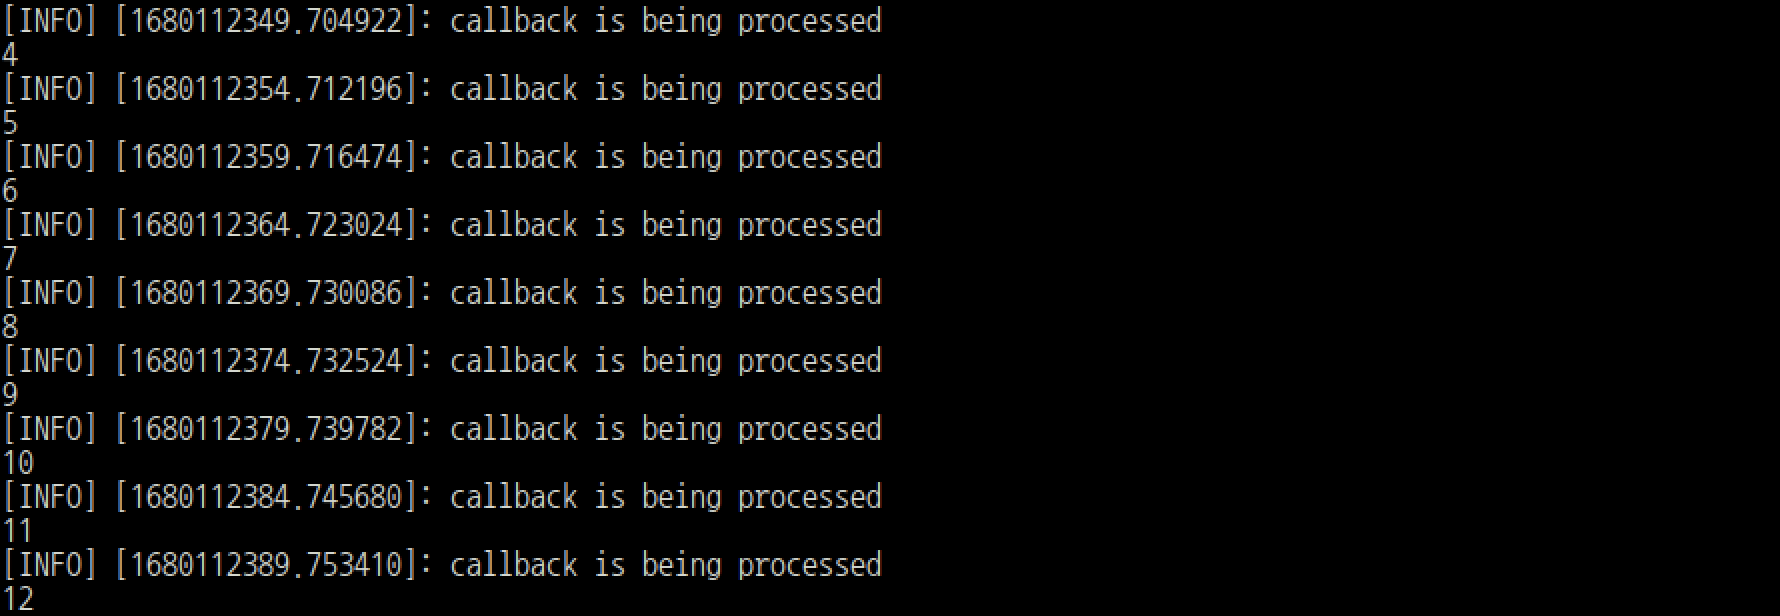 [INFO] [1680112349.704922]: callback is being processed
4
[INFO] [1680112354.712196]: callback is being processed
5
[INFO] [1680112359.716474]: callback is being processed
6
[INFO] [1680112364.723024]: callback is being processed
7
[INFO] [1680112369.730086]: callback is being processed
8
[INFO] [1680112374.732524]: callback is being processed
9
[INFO] [1680112379.739782]: callback is being processed
10
[INFO] [1680112384.745680]: callback is being processed
11
[INFO] [1680112389.753410]: callback is being processed
12